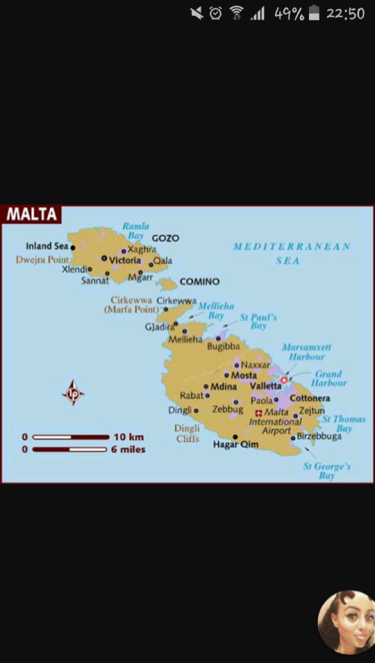 49% 22:50
MALTA
Ramla
Bay
GOZO
Inland Sea
Xaghra
MEDITERRANEAN
SEA
Dwejra Point
Victoria
Qala
Xlendi
Mgarr
Sannat
COMINO
Cirkewwa
(Marfa Point)
Cirkewwa
Mellieha
Bay
St Paul's
Bay
Gladira
Mellieha
Bugibba
Marsamxett
Harbour
Naxxar
Grand
Harbour
Mosta
Mdina
Valletta
Rabat
Paola
Cottonera
Dingli
Zebbug
Malta
International
Airport
Zejtun
St Thomas
Bay
Dingli
Cliffs
Birzebbuga
Hagar Qim
St George's
Bay
0 10 km
0 6 miles